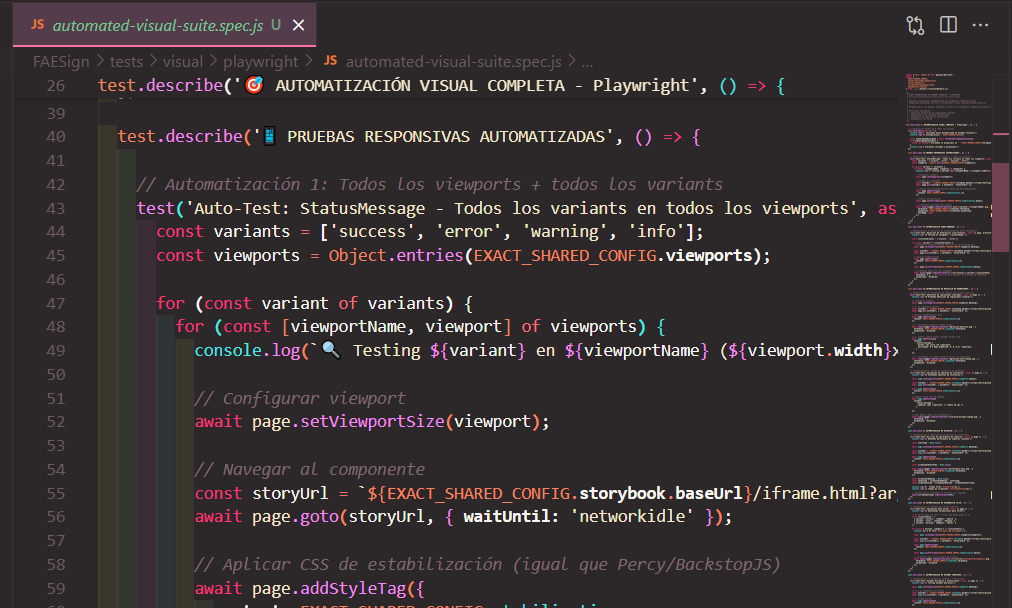 JS automated-visual-suite.spec.js U
FAESign > tests > visual > playwright > JS automated-visual-suite.spec.js > ...
26 test.describe('🎯 AUTOMATIZACIÓN VISUAL COMPLETA - Playwright', () => {
39
40 test.describe('📱 PRUEBAS RESPONSIVAS AUTOMATIZADAS', () => {
41
42 // Automatización 1: Todos los viewports + todos los variants
43 test('Auto-Test: StatusMessage - Todos los variants en todos los viewports', as
44 const variants = ['success', 'error', 'warning', 'info'];
45 const viewports = Object.entries(EXACT_SHARED_CONFIG.viewports);
46
47 for (const variant of variants) {
48 for (const [viewportName, viewport] of viewports) {
49 console.log(`🔍 Testing ${variant} en ${viewportName} (${viewport.width}x
50
51 // Configurar viewport
52 await page.setViewportSize(viewport);
53
54 // Navegar al componente
55 const storyUrl = `${EXACT_SHARED_CONFIG.storybook.baseUrl}/iframe.html?ar
56 await page.goto(storyUrl, { waitUntil: 'networkidle' });
57
58 // Aplicar CSS de estabilización (igual que Percy/BackstopJS)
59 await page.addStyleTag({